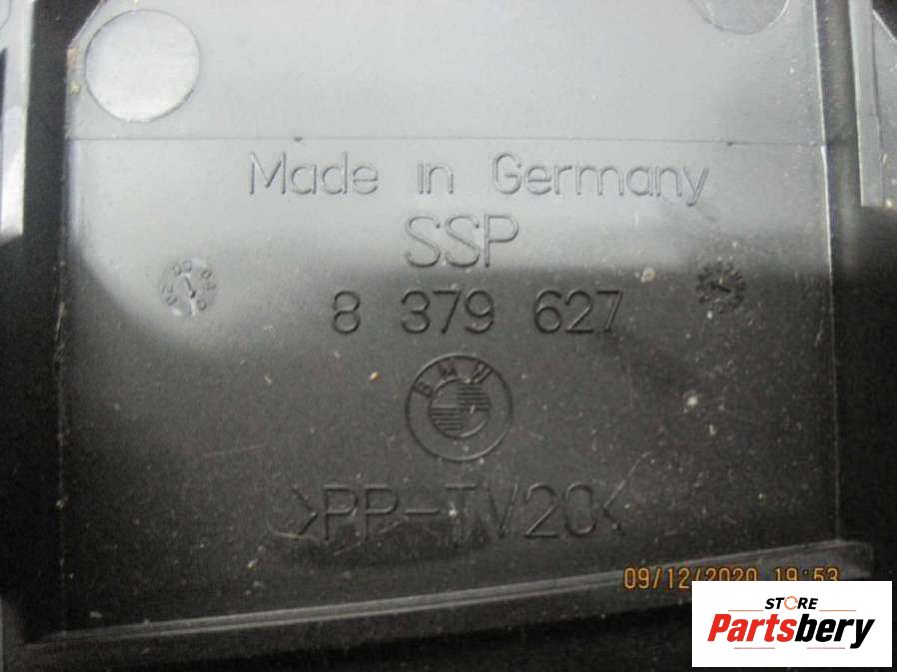 Made in Germany
SSP
8 379 627
BMW
>PP-TV20<
09/12/2020 19:53
STORE
Partsbery